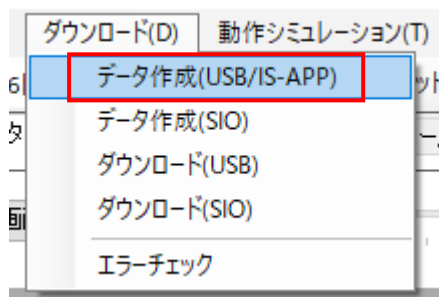 ダウンロード(D) 動作シミュレーション(T)
データ作成(USB/IS-APP)
データ作成(SIO)
ダウンロード(USB)
ダウンロード(SIO)
エラーチェック